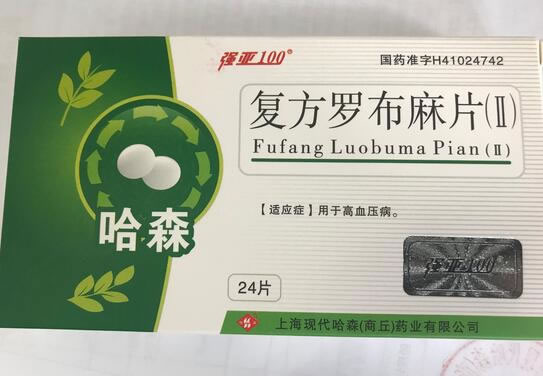 强亚100®
国药准字H41024742
复方罗布麻片(Ⅱ)
Fufang Luobuma Pian (Ⅱ)
【适应症】用于高血压病。
哈森
强亚100®
24片
上海现代哈森(商丘)药业有限公司